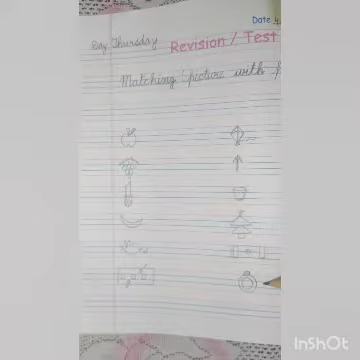 Date 4
Day Thursday
Revision / Test
Matching picture with
InShOt